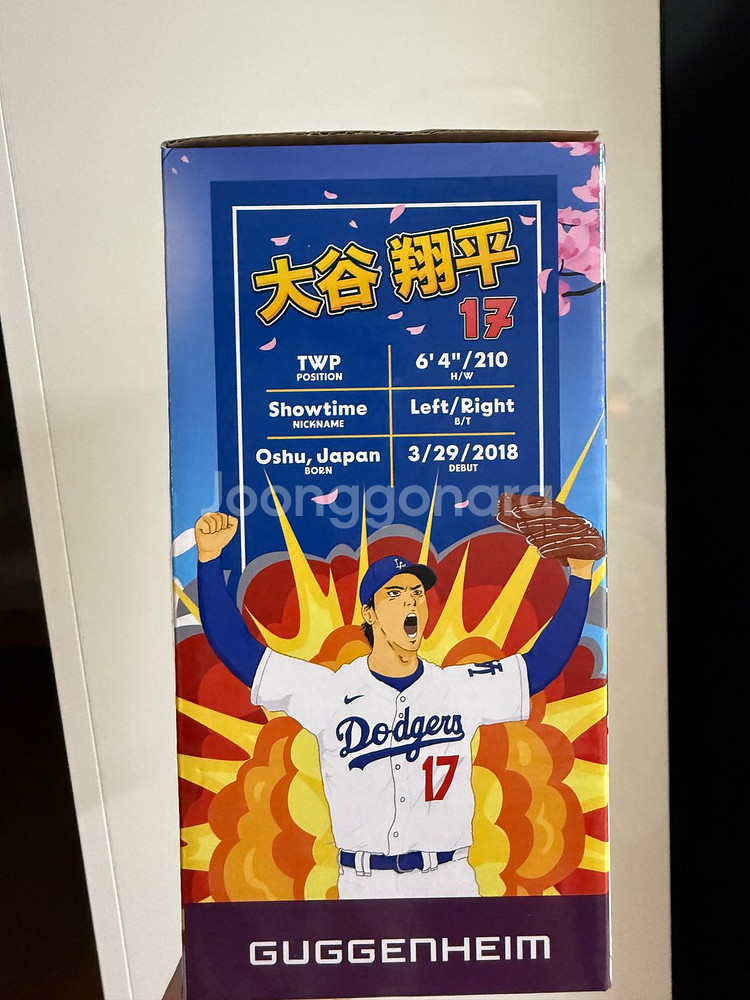 大谷 翔平
17
TWP
POSITION
6'4"/210
H/W
Showtime
NICKNAME
Left/Right
B/T
Oshu, Japan
BORN
3/29/2018
DEBUT
Joonggonara
LA
LA
Dodgers
17
GUGGENHEIM